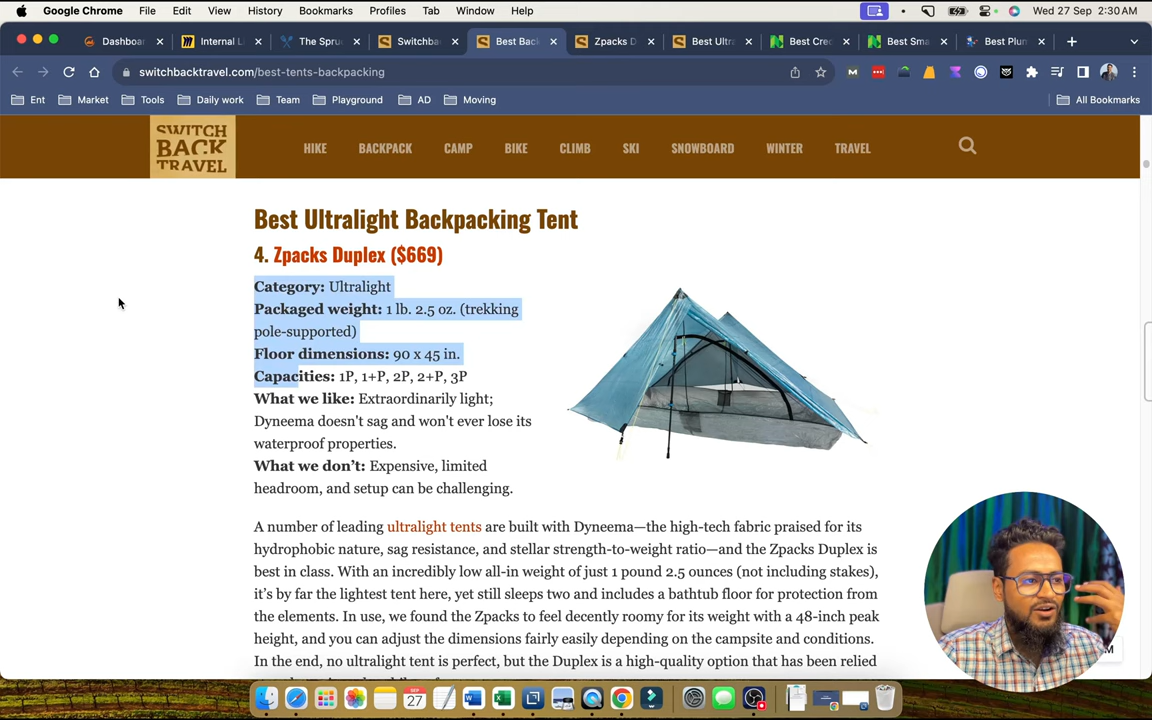 Google Chrome File Edit View History Bookmarks Profiles Tab Window Help Wed 27 Sep 2:30 AM
Dashboar Internal L The Spru Switchba Best Bac Zpacks D Best Ultra Best Cred Best Sma Best Plun
switchbacktravel.com/best-tents-backpacking
Ent Market Tools Daily work Team Playground AD Moving All Bookmarks
SWITCH
BACK
TRAVEL
HIKE BACKPACK CAMP BIKE CLIMB SKI SNOWBOARD WINTER TRAVEL
Best Ultralight Backpacking Tent
4. Zpacks Duplex ($669)
Category: Ultralight
Packaged weight: 1 lb. 2.5 oz. (trekking
pole-supported)
Floor dimensions: 90 x 45 in.
Capacities: 1P, 1+P, 2P, 2+P, 3P
What we like: Extraordinarily light;
Dyneema doesn't sag and won't ever lose its
waterproof properties.
What we don't: Expensive, limited
headroom, and setup can be challenging.
A number of leading ultralight tents are built with Dyneema—the high-tech fabric praised for its
hydrophobic nature, sag resistance, and stellar strength-to-weight ratio—and the Zpacks Duplex is
best in class. With an incredibly low all-in weight of just 1 pound 2.5 ounces (not including stakes),
it's by far the lightest tent here, yet still sleeps two and includes a bathtub floor for protection from
the elements. In use, we found the Zpacks to feel decently roomy for its weight with a 48-inch peak
height, and you can adjust the dimensions fairly easily depending on the campsite and conditions.
In the end, no ultralight tent is perfect, but the Duplex is a high-quality option that has been relied
SEP
27